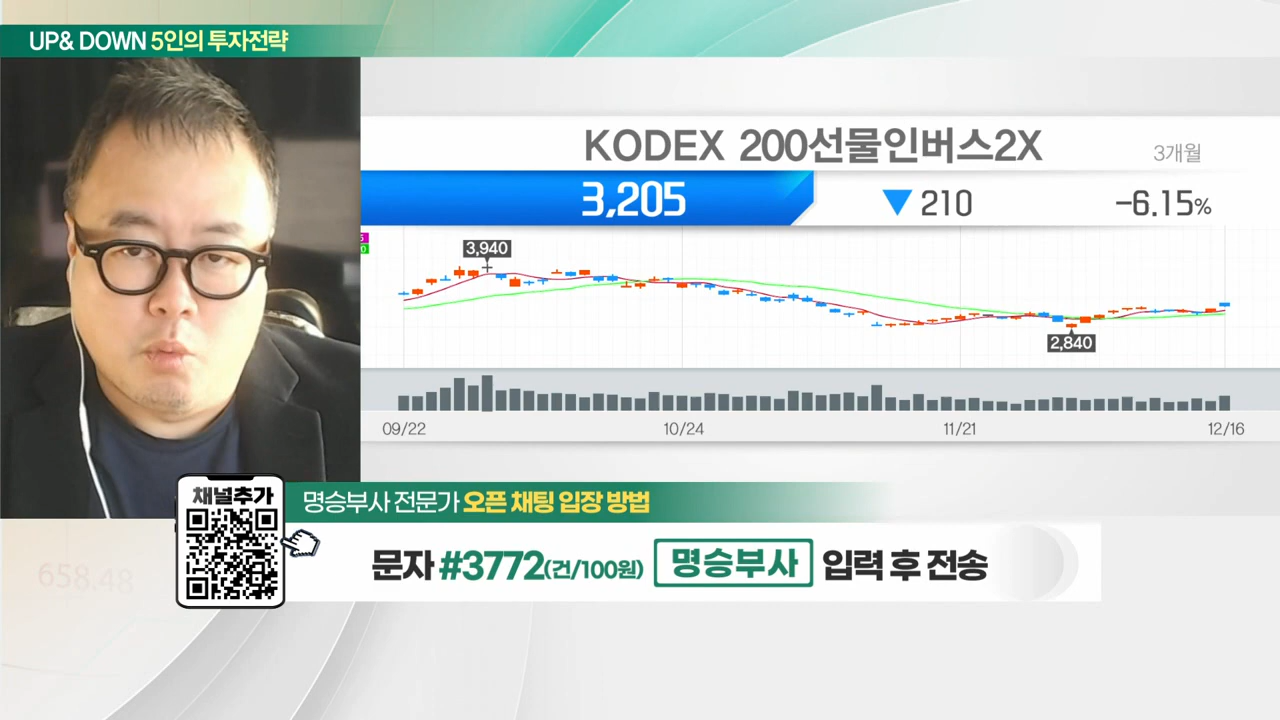 UP& DOWN 5인의 투자전략
KODEX 200선물인버스2X
3개월
3,205
▼ 210
-6.15%
3,940
2,840
09/22
10/24
11/21
12/16
채널추가
명승부사 전문가 오픈 채팅 입장 방법
문자 #3772(건/100원) 명승부사 입력 후 전송
658.48